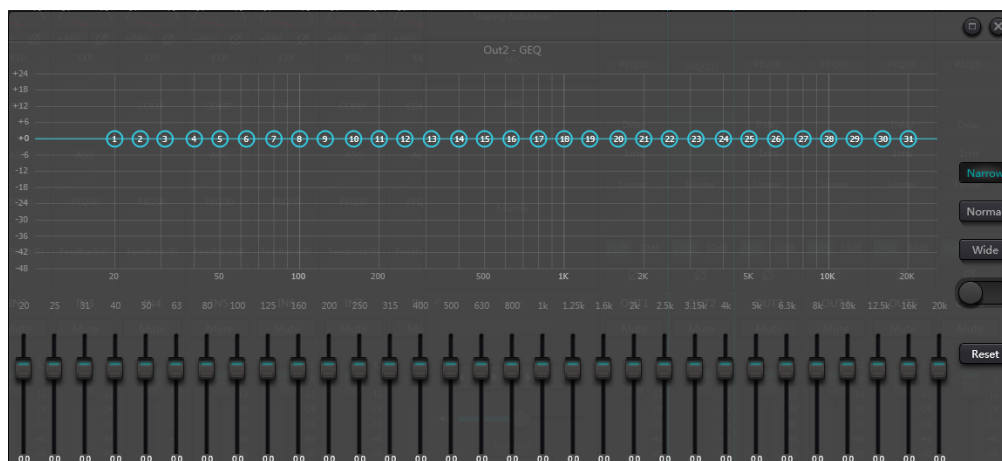 Out2 - GEQ
+24
+18
+12
+6
+0
-6
-12
-18
-24
-30
-36
-42
-48
1 2 3 4 5 6 7 8 9 10 11 12 13 14 15 16 17 18 19 20 21 22 23 24 25 26 27 28 29 30 31
20 50 100 200 500 1K 2K 5K 10K 20K
Narrow
Norma
Wide
Reset
20 25 31 40 50 63 80 100 125 160 200 250 315 400 500 630 800 1k 1.25k 1.6k 2k 2.5k 3.15k 4k 5k 6.3k 8k 10k 12.5k 16k 20k
0.0 0.0 0.0 0.0 0.0 0.0 0.0 0.0 0.0 0.0 0.0 0.0 0.0 0.0 0.0 0.0 0.0 0.0 0.0 0.0 0.0 0.0 0.0 0.0 0.0 0.0 0.0 0.0 0.0 0.0 0.0